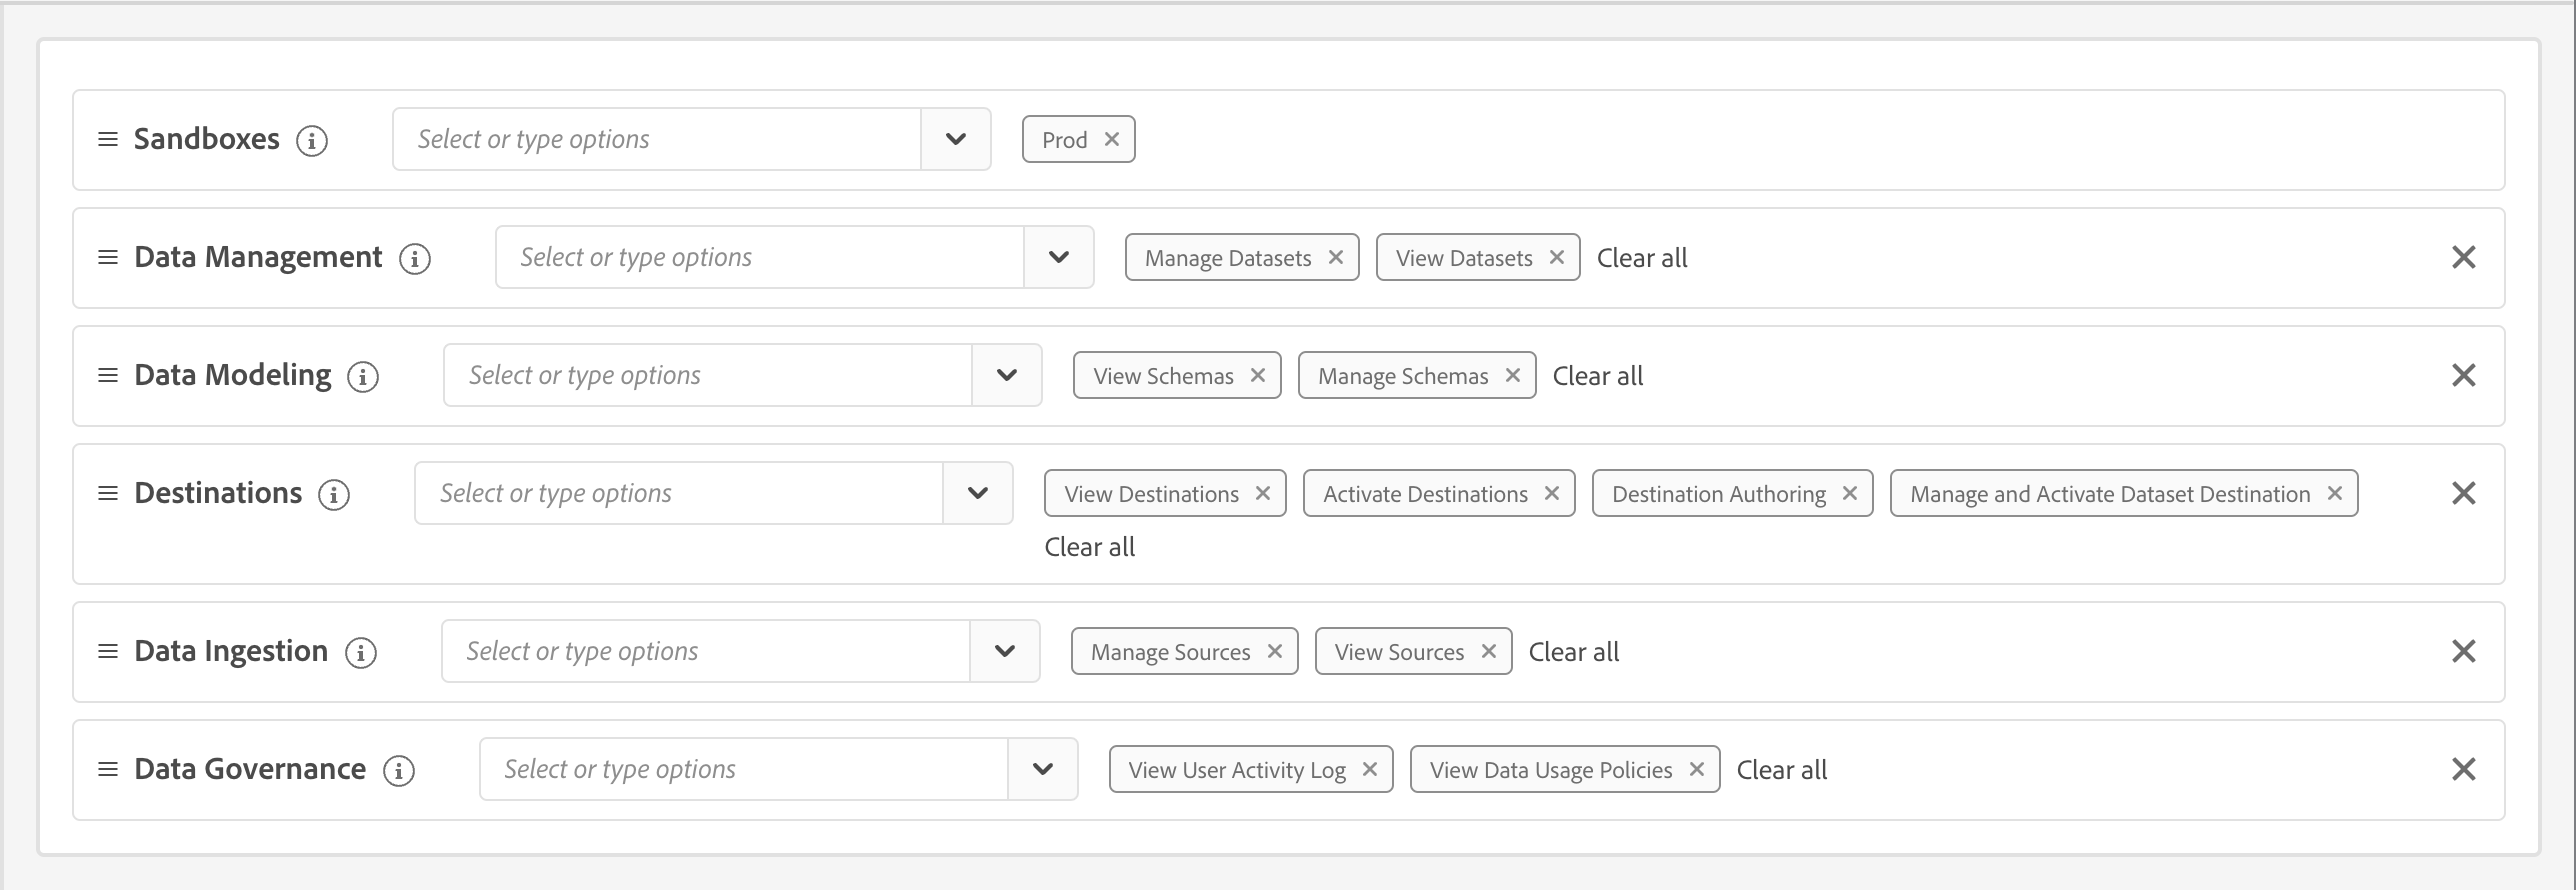 Sandboxes Select or type options Prod
Data Management Select or type options Manage Datasets View Datasets Clear all
Data Modeling Select or type options View Schemas Manage Schemas Clear all
Destinations Select or type options View Destinations Activate Destinations Destination Authoring Manage and Activate Dataset Destination
Clear all
Data Ingestion Select or type options Manage Sources View Sources Clear all
Data Governance Select or type options View User Activity Log View Data Usage Policies Clear all